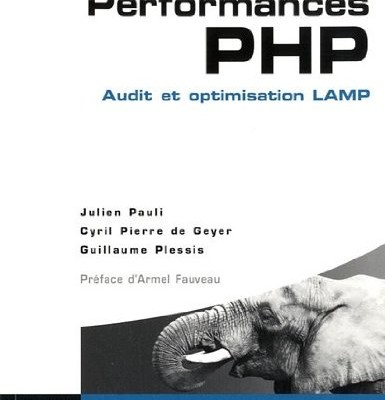 Performances
PHP
Audit et optimisation LAMP
Julien Pauli
Cyril Pierre de Geyer
Guillaume Plessis
Préface d'Armel Fauveau